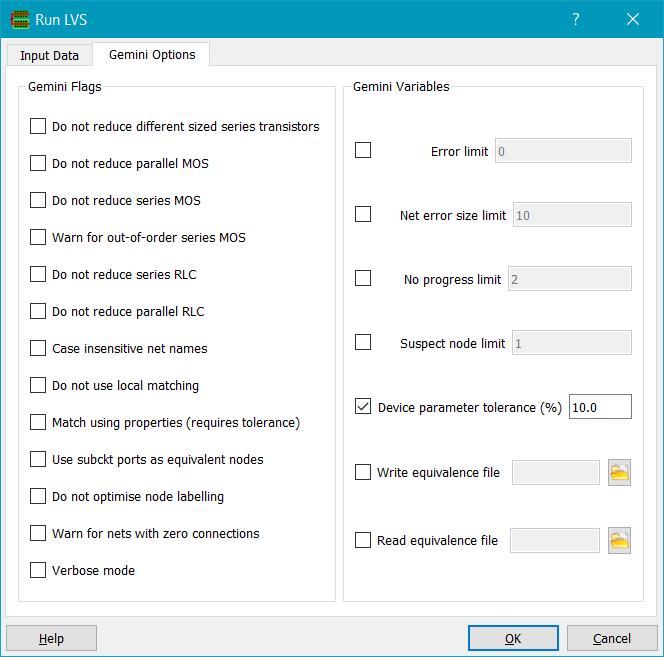 Run LVS
?
Input Data
Gemini Options
Gemini Flags
Do not reduce different sized series transistors
Do not reduce parallel MOS
Do not reduce series MOS
Warn for out-of-order series MOS
Do not reduce series RLC
Do not reduce parallel RLC
Case insensitive net names
Do not use local matching
Match using properties (requires tolerance)
Use subckt ports as equivalent nodes
Do not optimise node labelling
Warn for nets with zero connections
Verbose mode
Gemini Variables
Error limit 0
Net error size limit 10
No progress limit 2
Suspect node limit 1
Device parameter tolerance (%) 10.0
Write equivalence file
Read equivalence file
Help
OK
Cancel